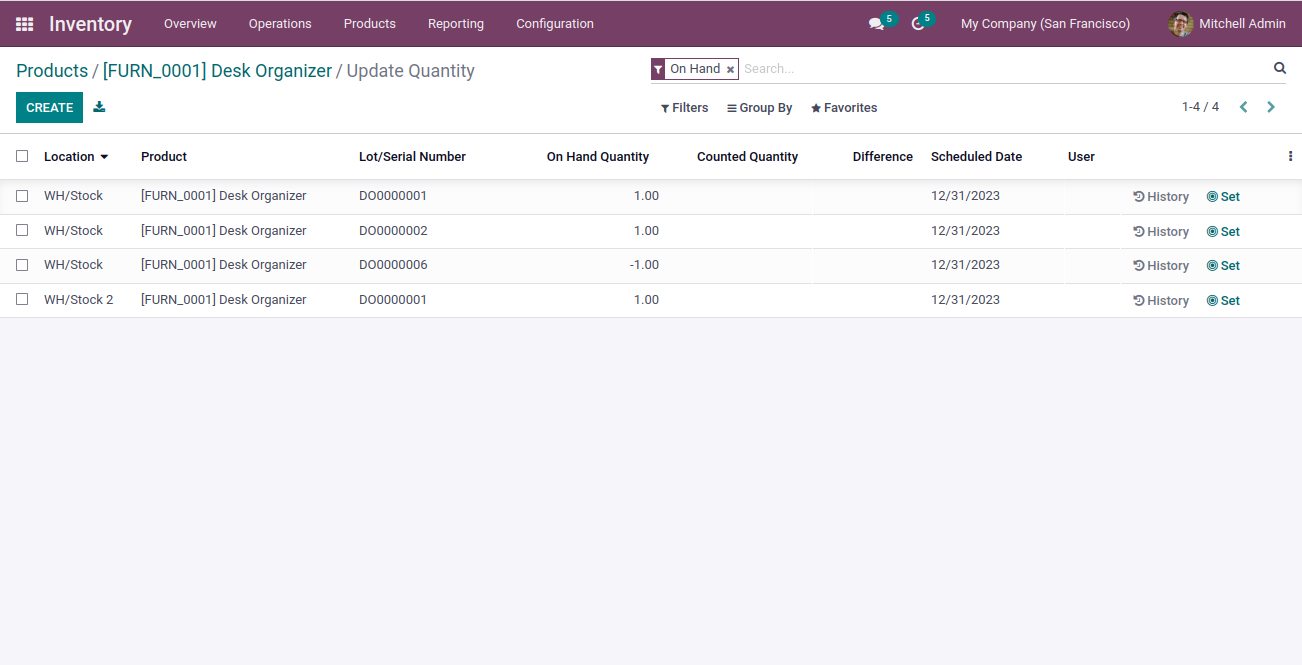 Inventory Overview Operations Products Reporting Configuration 5 5 My Company (San Francisco) Mitchell Admin
Products / [FURN_0001] Desk Organizer / Update Quantity On Hand × Search...
CREATE Filters Group By Favorites 1-4 / 4
Location Product Lot/Serial Number On Hand Quantity Counted Quantity Difference Scheduled Date User
WH/Stock [FURN_0001] Desk Organizer DO0000001 1.00 12/31/2023 History Set
WH/Stock [FURN_0001] Desk Organizer DO0000002 1.00 12/31/2023 History Set
WH/Stock [FURN_0001] Desk Organizer DO0000006 -1.00 12/31/2023 History Set
WH/Stock 2 [FURN_0001] Desk Organizer DO0000001 1.00 12/31/2023 History Set